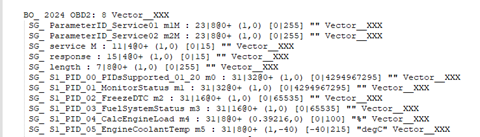 BO_ 2024 OBD2: 8 Vector__XXX
SG_ ParameterID_Service01 m1M : 23|8@0+ (1,0) [0|255] "" Vector__XXX
SG_ ParameterID_Service02 m2M : 23|8@0+ (1,0) [0|255] "" Vector__XXX
SG_ service M : 11|4@0+ (1,0) [0|15] "" Vector__XXX
SG_ response : 15|4@0+ (1,0) [0|15] "" Vector__XXX
SG_ length : 7|8@0+ (1,0) [0|255] "" Vector__XXX
SG_ S1_PID_00_PIDsSupported_01_20 m0 : 31|32@0+ (1,0) [0|4294967295] "" Vector__XXX
SG_ S1_PID_01_MonitorStatus m1 : 31|32@0+ (1,0) [0|4294967295] "" Vector__XXX
SG_ S1_PID_02_FreezeDTC m2 : 31|16@0+ (1,0) [0|65535] "" Vector__XXX
SG_ S1_PID_03_FuelSystemStatus m3 : 31|16@0+ (1,0) [0|65535] "" Vector__XXX
SG_ S1_PID_04_CalcEngineLoad m4 : 31|8@0+ (0.39216,0) [0|100] "%" Vector__XXX
SG_ S1_PID_05_EngineCoolantTemp m5 : 31|8@0+ (1,-40) [-40|215] "degC" Vector__XXX